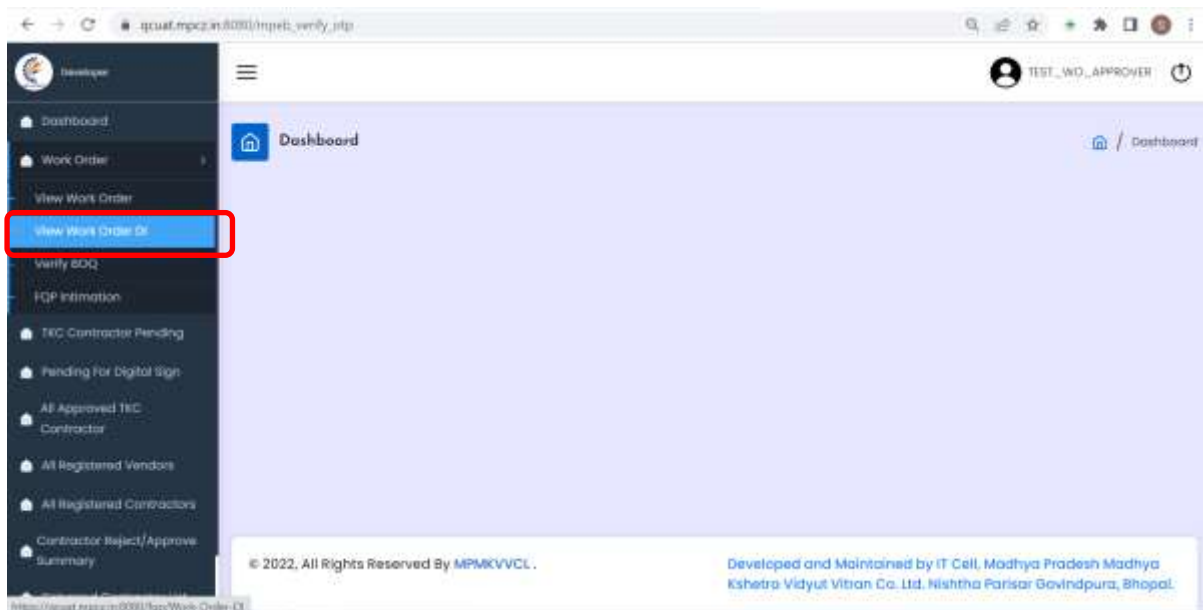 qcuat.mpcz.in:8080/mpeb_verify_otp
Developer
TEST_WO_APPROVER
Dashboard
Dashboard
/ Dashboard
Work Order
View Work Order
View Work Order DI
Verify BOQ
FQP Intimation
TKC Contractor Pending
Pending For Digital Sign
All Approved TKC
Contractor
All Registered Vendors
All Registered Contractors
Contractor Reject/Approve
Summary
© 2022, All Rights Reserved By MPMKVVCL .
Developed and Maintained by IT Cell, Madhya Pradesh Madhya
Kshetra Vidyut Vitran Co. Ltd. Nishtha Parisar Govindpura, Bhopal.